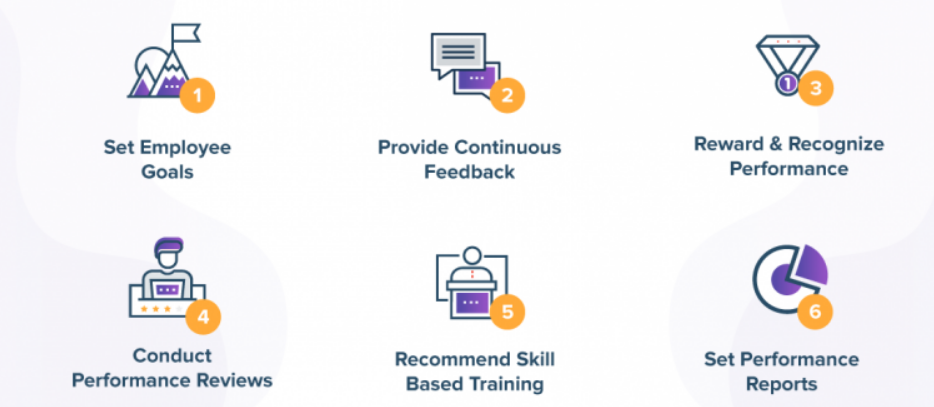 1
Set Employee
Goals
2
Provide Continuous
Feedback
1
3
Reward & Recognize
Performance
4
Conduct
Performance Reviews
5
Recommend Skill
Based Training
6
Set Performance
Reports